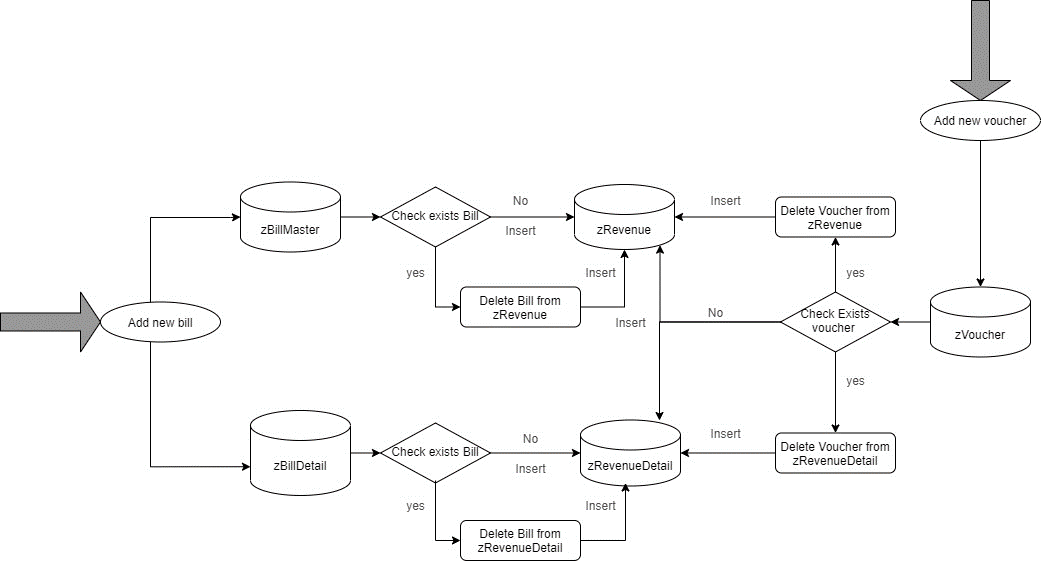 Add new voucher
zBillMaster
Check exists Bill
No
Insert
zRevenue
Insert
Delete Voucher from
zRevenue
yes
Delete Bill from
zRevenue
Insert
yes
Add new bill
Insert
No
Check Exists
voucher
zVoucher
yes
zBillDetail
Check exists Bill
No
Insert
zRevenueDetail
Insert
Delete Voucher from
zRevenueDetail
yes
Delete Bill from
zRevenueDetail
Insert